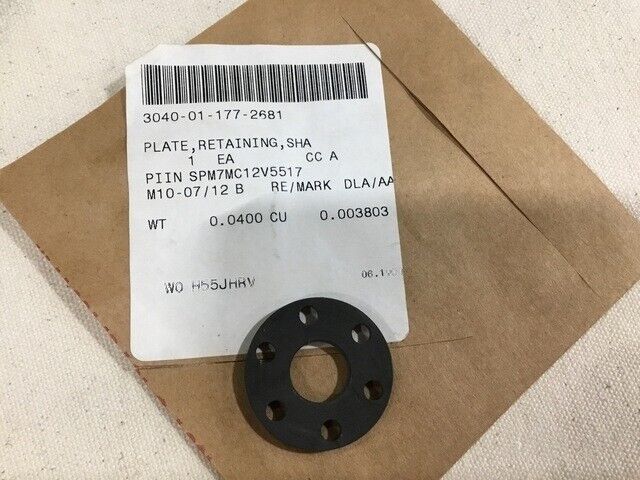 3040-01-177-2681
PLATE,RETAINING,SHA
1 EA CC A
PIIN SPM7MC12V5517
M10-07/12 B RE/MARK DLA/AA
WT 0.0400 CU 0.003803
WO H55JHRV